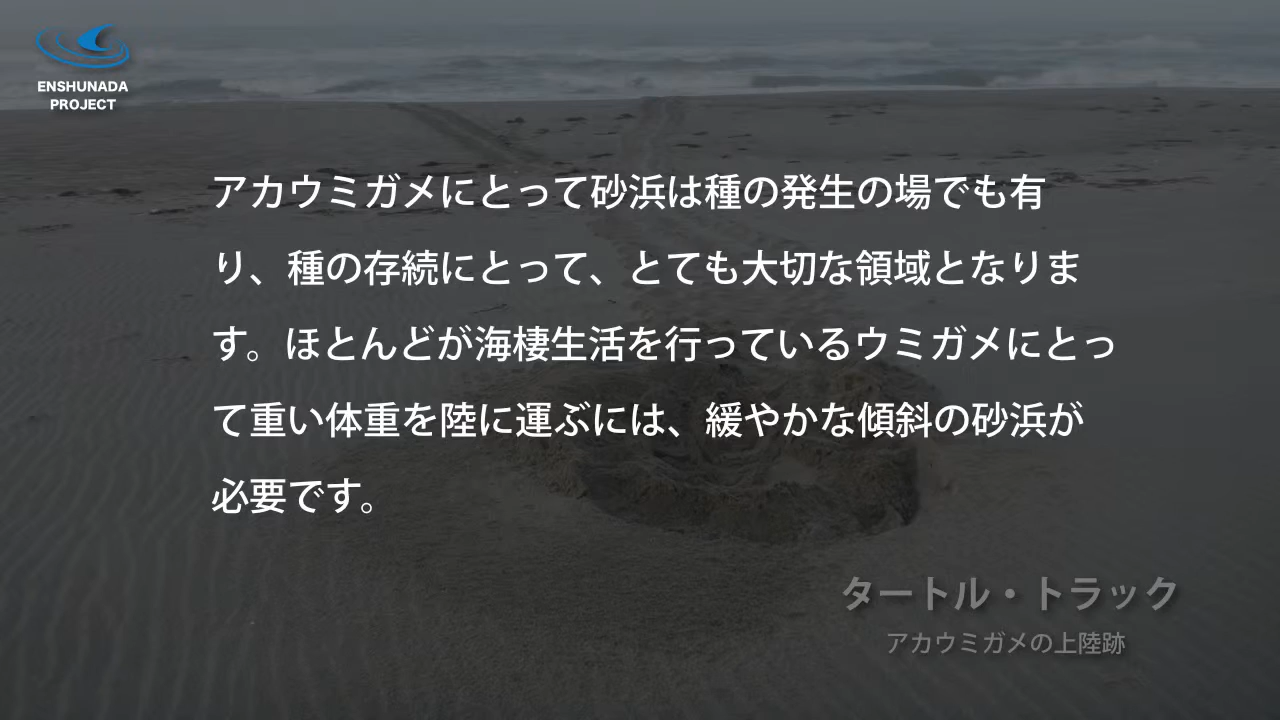 ENSHUNADA
PROJECT
アカウミガメにとって砂浜は種の発生の場でも有
り、種の存続にとって、とても大切な領域となりま
す。ほとんどが海棲生活を行っているウミガメにとっ
て重い体重を陸に運ぶには、緩やかな傾斜の砂浜が
必要です。
タートル・トラック
アカウミガメの上陸跡